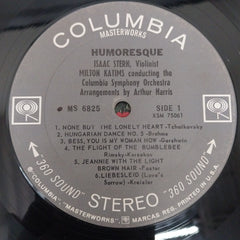 COLUMBIA
MASTERWORKS
HUMORESQUE
ISAAC STERN, Violinist
MILTON KATIMS conducting the
Columbia Symphony Orchestra
Arrangements by Arthur Harris
MS 6825
SIDE 1
XSM 75061
1 - NONE BUT THE LONELY HEART - Tchaikovsky
2 - HUNGARIAN DANCE NO. 5 - Brahms
3 - BESS, YOU IS MY WOMAN NOW - Gershwin
4 - THE FLIGHT OF THE BUMBLEBEE
Rimsky-Korsakov
5 - JEANNIE WITH THE LIGHT
BROWN HAIR - Foster
6 - LIEBESLEID (Love's
Sorrow) - Kreisler
360 SOUND STEREO 360 SOUND
® "COLUMBIA", "MASTERWORKS", MARCAS REG. PRINTED IN U.S.A.